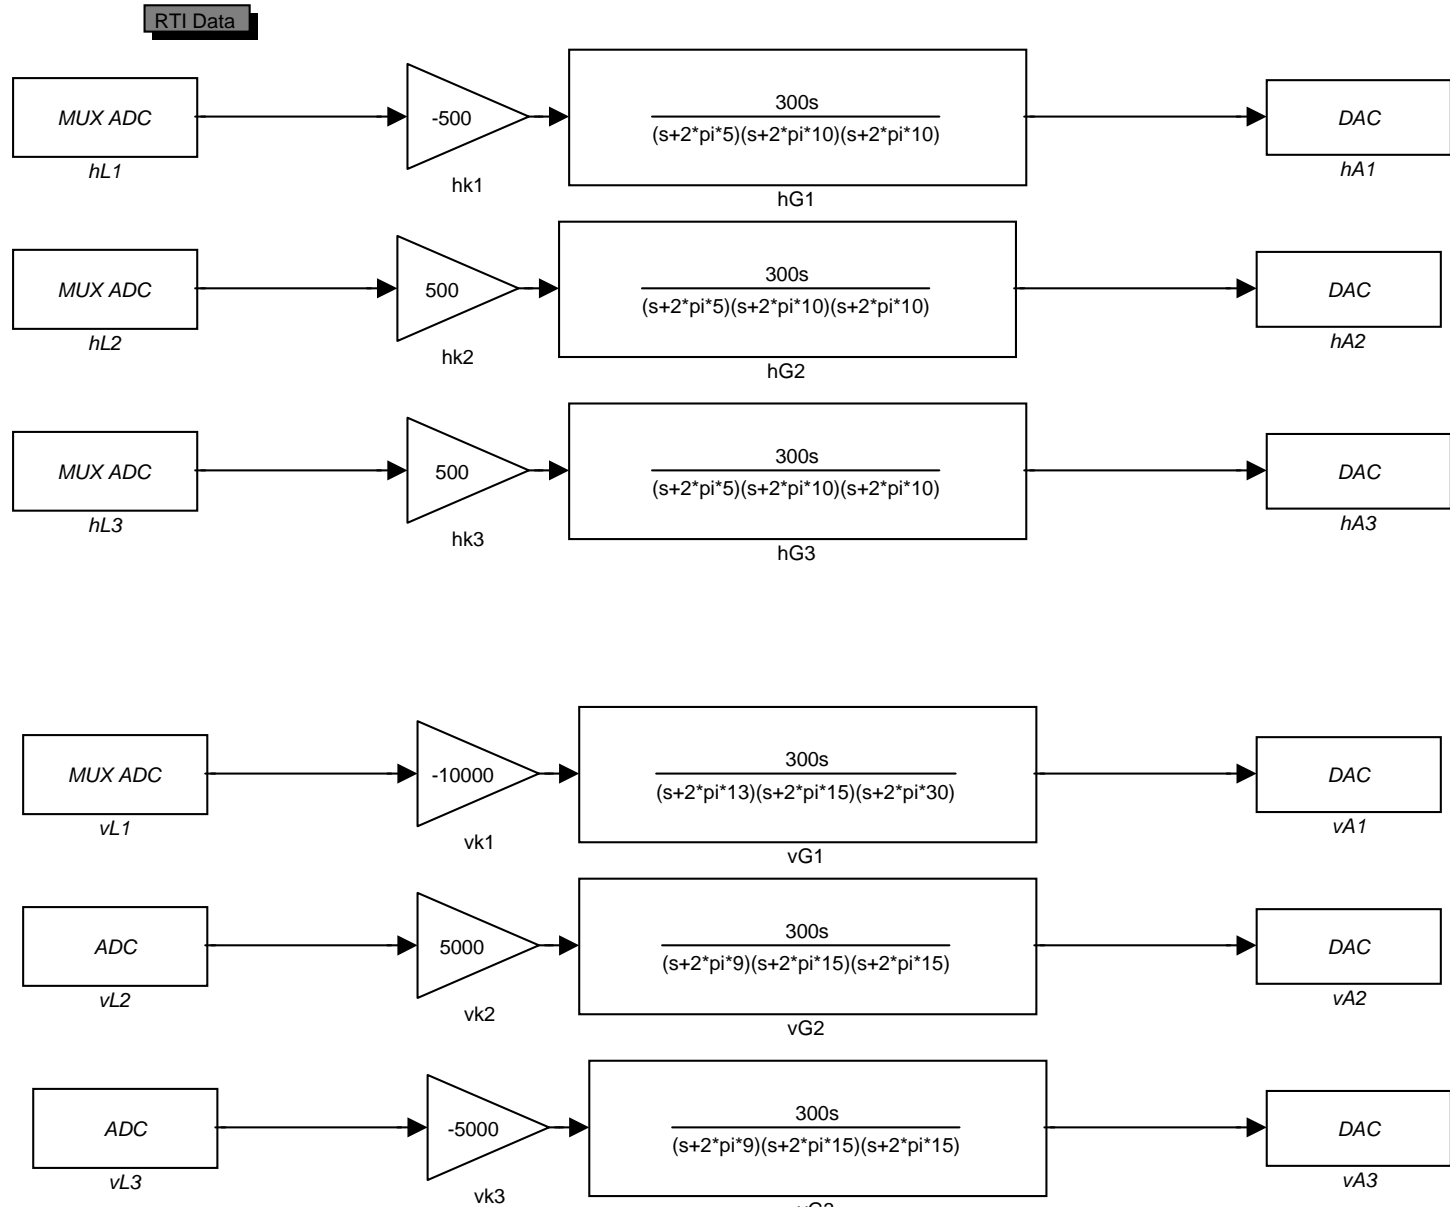 RTI Data
MUX ADC
-500
300s
(s+2*pi*5)(s+2*pi*10)(s+2*pi*10)
DAC
hL1
hk1
hG1
hA1
MUX ADC
500
300s
(s+2*pi*5)(s+2*pi*10)(s+2*pi*10)
DAC
hL2
hk2
hG2
hA2
MUX ADC
500
300s
(s+2*pi*5)(s+2*pi*10)(s+2*pi*10)
DAC
hL3
hk3
hG3
hA3
MUX ADC
-10000
300s
(s+2*pi*13)(s+2*pi*15)(s+2*pi*30)
DAC
vL1
vk1
vG1
vA1
ADC
5000
300s
(s+2*pi*9)(s+2*pi*15)(s+2*pi*15)
DAC
vL2
vk2
vG2
vA2
ADC
-5000
300s
(s+2*pi*9)(s+2*pi*15)(s+2*pi*15)
DAC
vL3
vk3
vA3